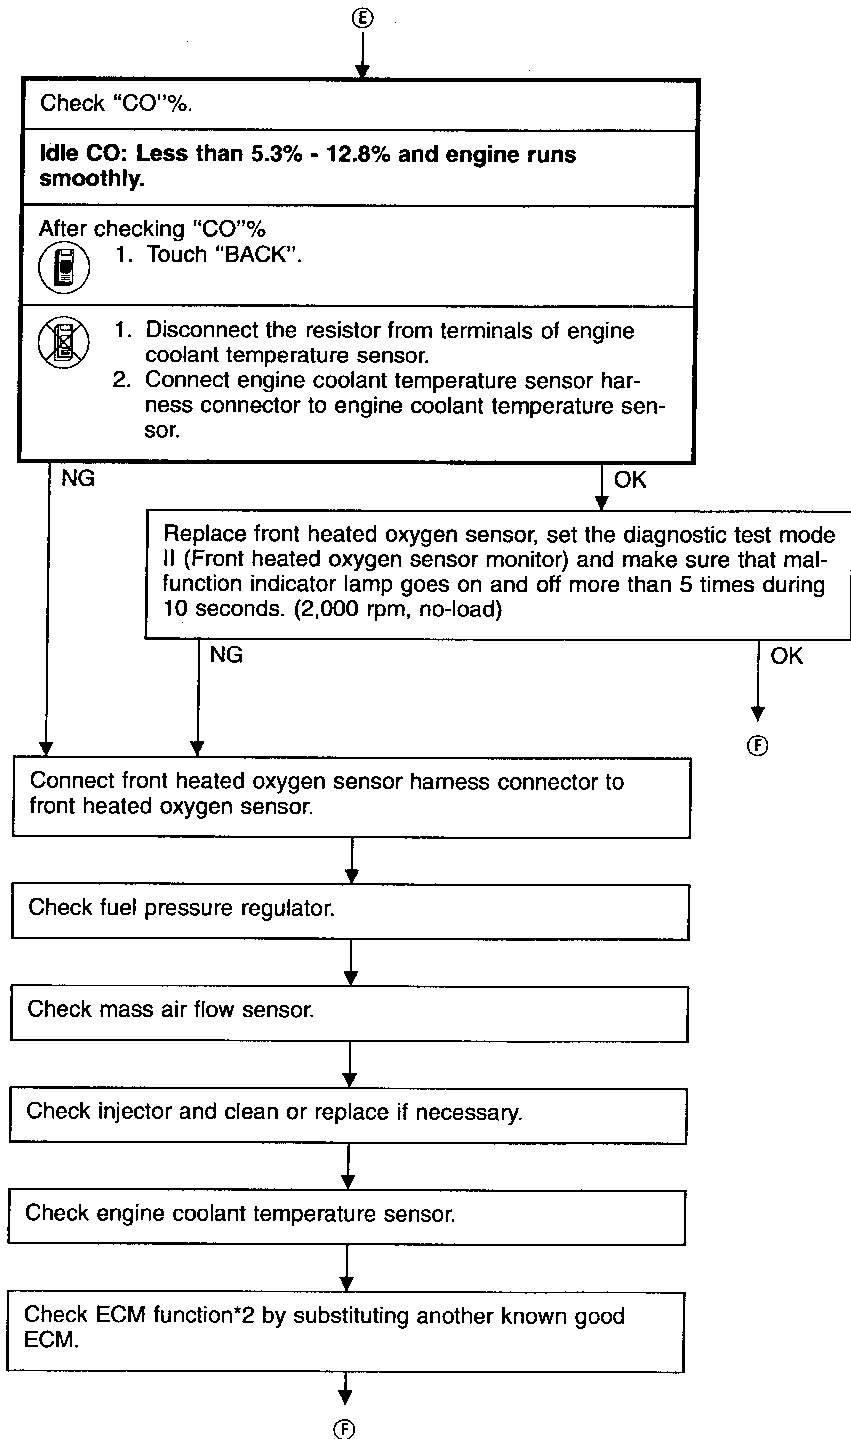 Ⓔ
Check “CO”%.
Idle CO: Less than 5.3% - 12.8% and engine runs
smoothly.
After checking “CO”%
1. Touch “BACK”.
1. Disconnect the resistor from terminals of engine
coolant temperature sensor.
2. Connect engine coolant temperature sensor har-
ness connector to engine coolant temperature sen-
sor.
NG
OK
Replace front heated oxygen sensor, set the diagnostic test mode
II (Front heated oxygen sensor monitor) and make sure that mal-
function indicator lamp goes on and off more than 5 times during
10 seconds. (2,000 rpm, no-load)
NG
OK
Ⓕ
Connect front heated oxygen sensor harness connector to
front heated oxygen sensor.
Check fuel pressure regulator.
Check mass air flow sensor.
Check injector and clean or replace if necessary.
Check engine coolant temperature sensor.
Check ECM function*2 by substituting another known good
ECM.
Ⓕ